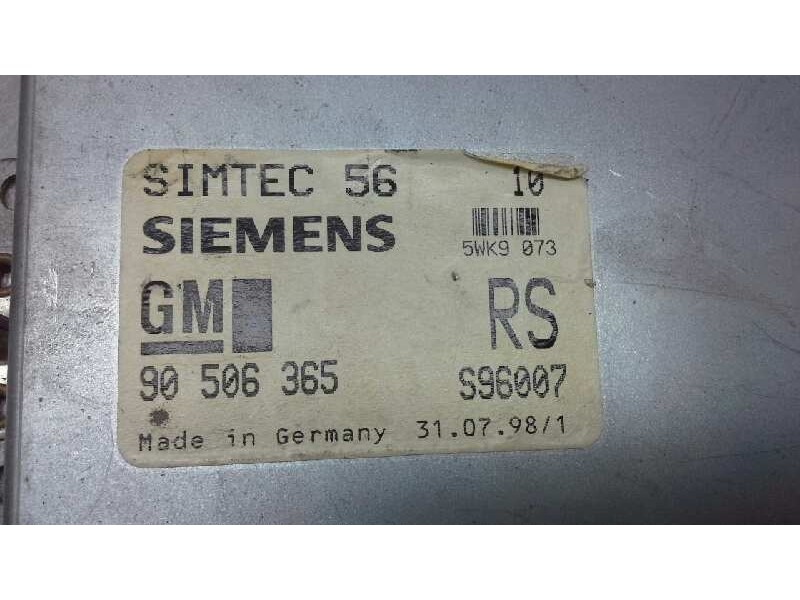 SIMTEC 56 10
SIEMENS
5WK9 073
GM RS
90 506 365 S96007
Made in Germany 31.07.98/1